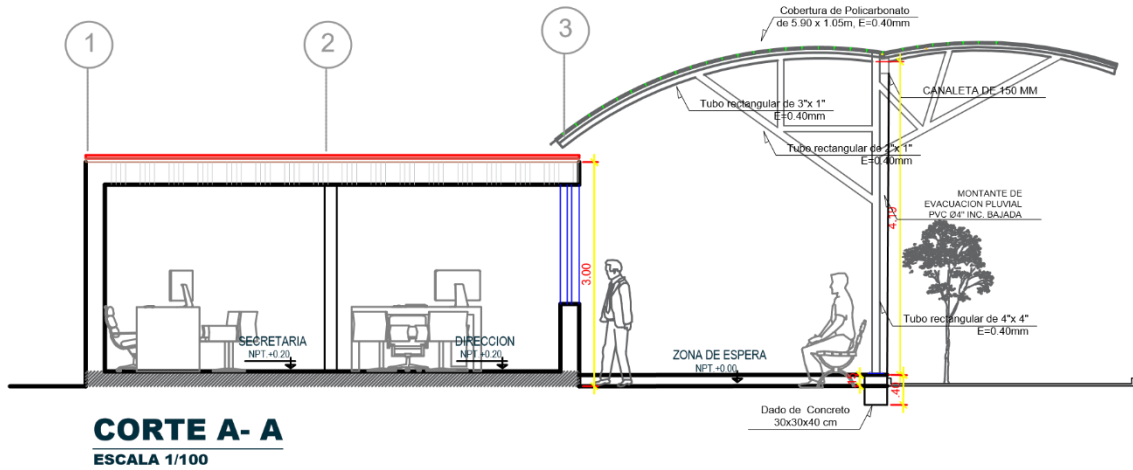 1
2
3
Cobertura de Policarbonato
de 5.90 x 1.05m, E=0.40mm
Tubo rectangular de 3"x 1"
E=0.40mm
CANALETA DE 150 MM
Tubo rectangular de 2"x 1"
E=0.40mm
MONTANTE DE
EVACUACION PLUVIAL
PVC Ø4" INC. BAJADA
3.00
SECRETARIA
NPT.+0.20
DIRECCION
NPT.+0.20
ZONA DE ESPERA
NPT.+0.00
Tubo rectangular de 4"x 4"
E=0.40mm
.40
Dado de Concreto
30x30x40 cm
CORTE A- A
ESCALA 1/100